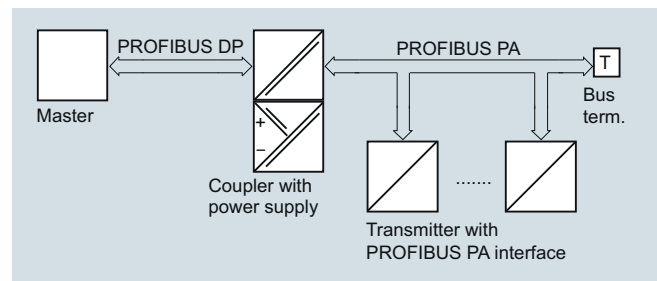 PROFIBUS DP
PROFIBUS PA
T
Master
Bus
term.
+
–
Coupler with
power supply
.......
Transmitter with
PROFIBUS PA interface